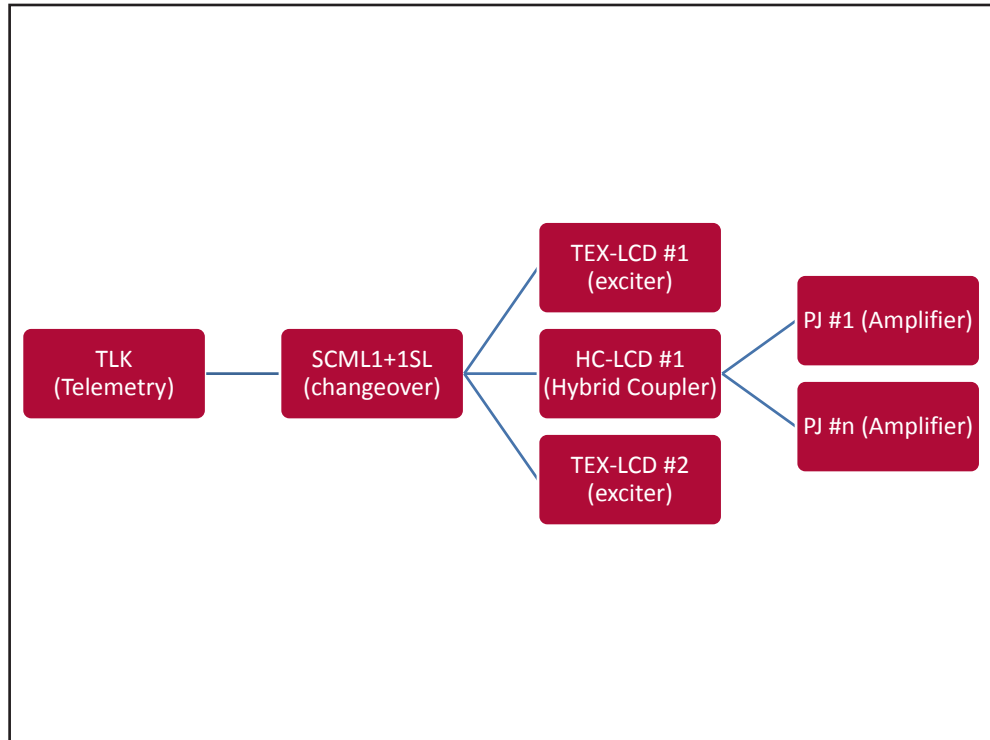 TLK
(Telemetry)
SCML1+1SL
(changeover)
TEX-LCD #1
(exciter)
HC-LCD #1
(Hybrid Coupler)
TEX-LCD #2
(exciter)
PJ #1 (Amplifier)
PJ #n (Amplifier)